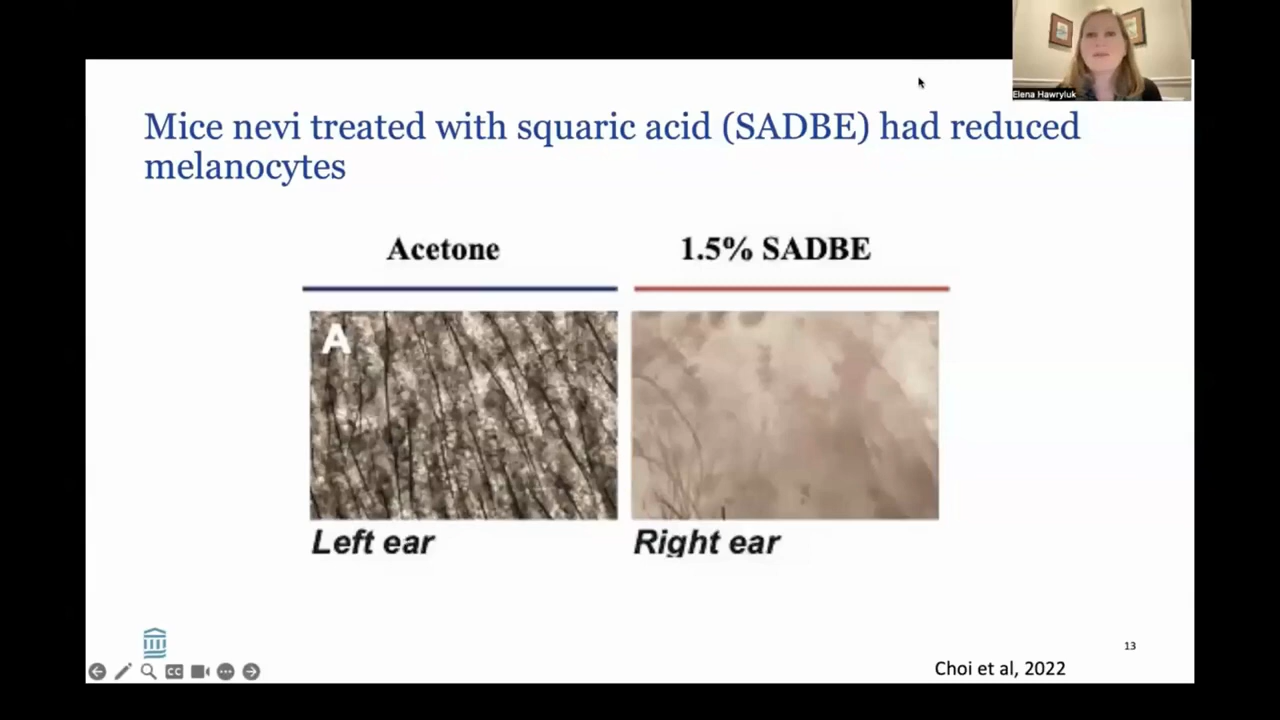 Elena Hawryluk
Mice nevi treated with squaric acid (SADBE) had reduced
melanocytes
Acetone
1.5% SADBE
A
Left ear
Right ear
13
CC
Choi et al, 2022